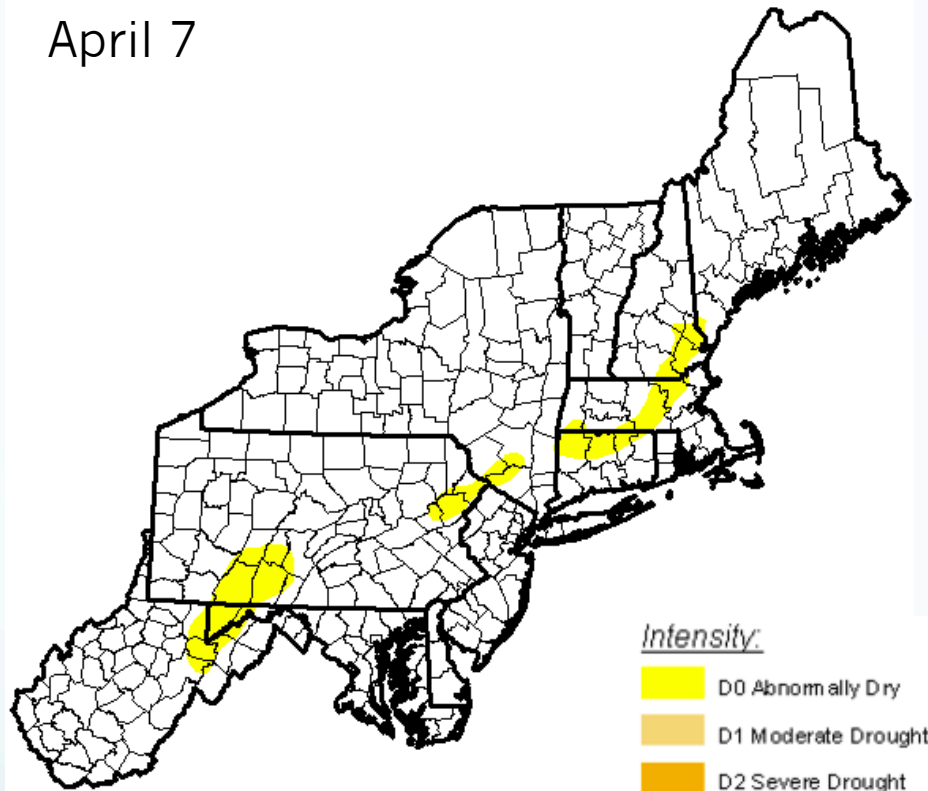 April 7
Intensity:
D0 Abnormally Dry
D1 Moderate Drought
D2 Severe Drought